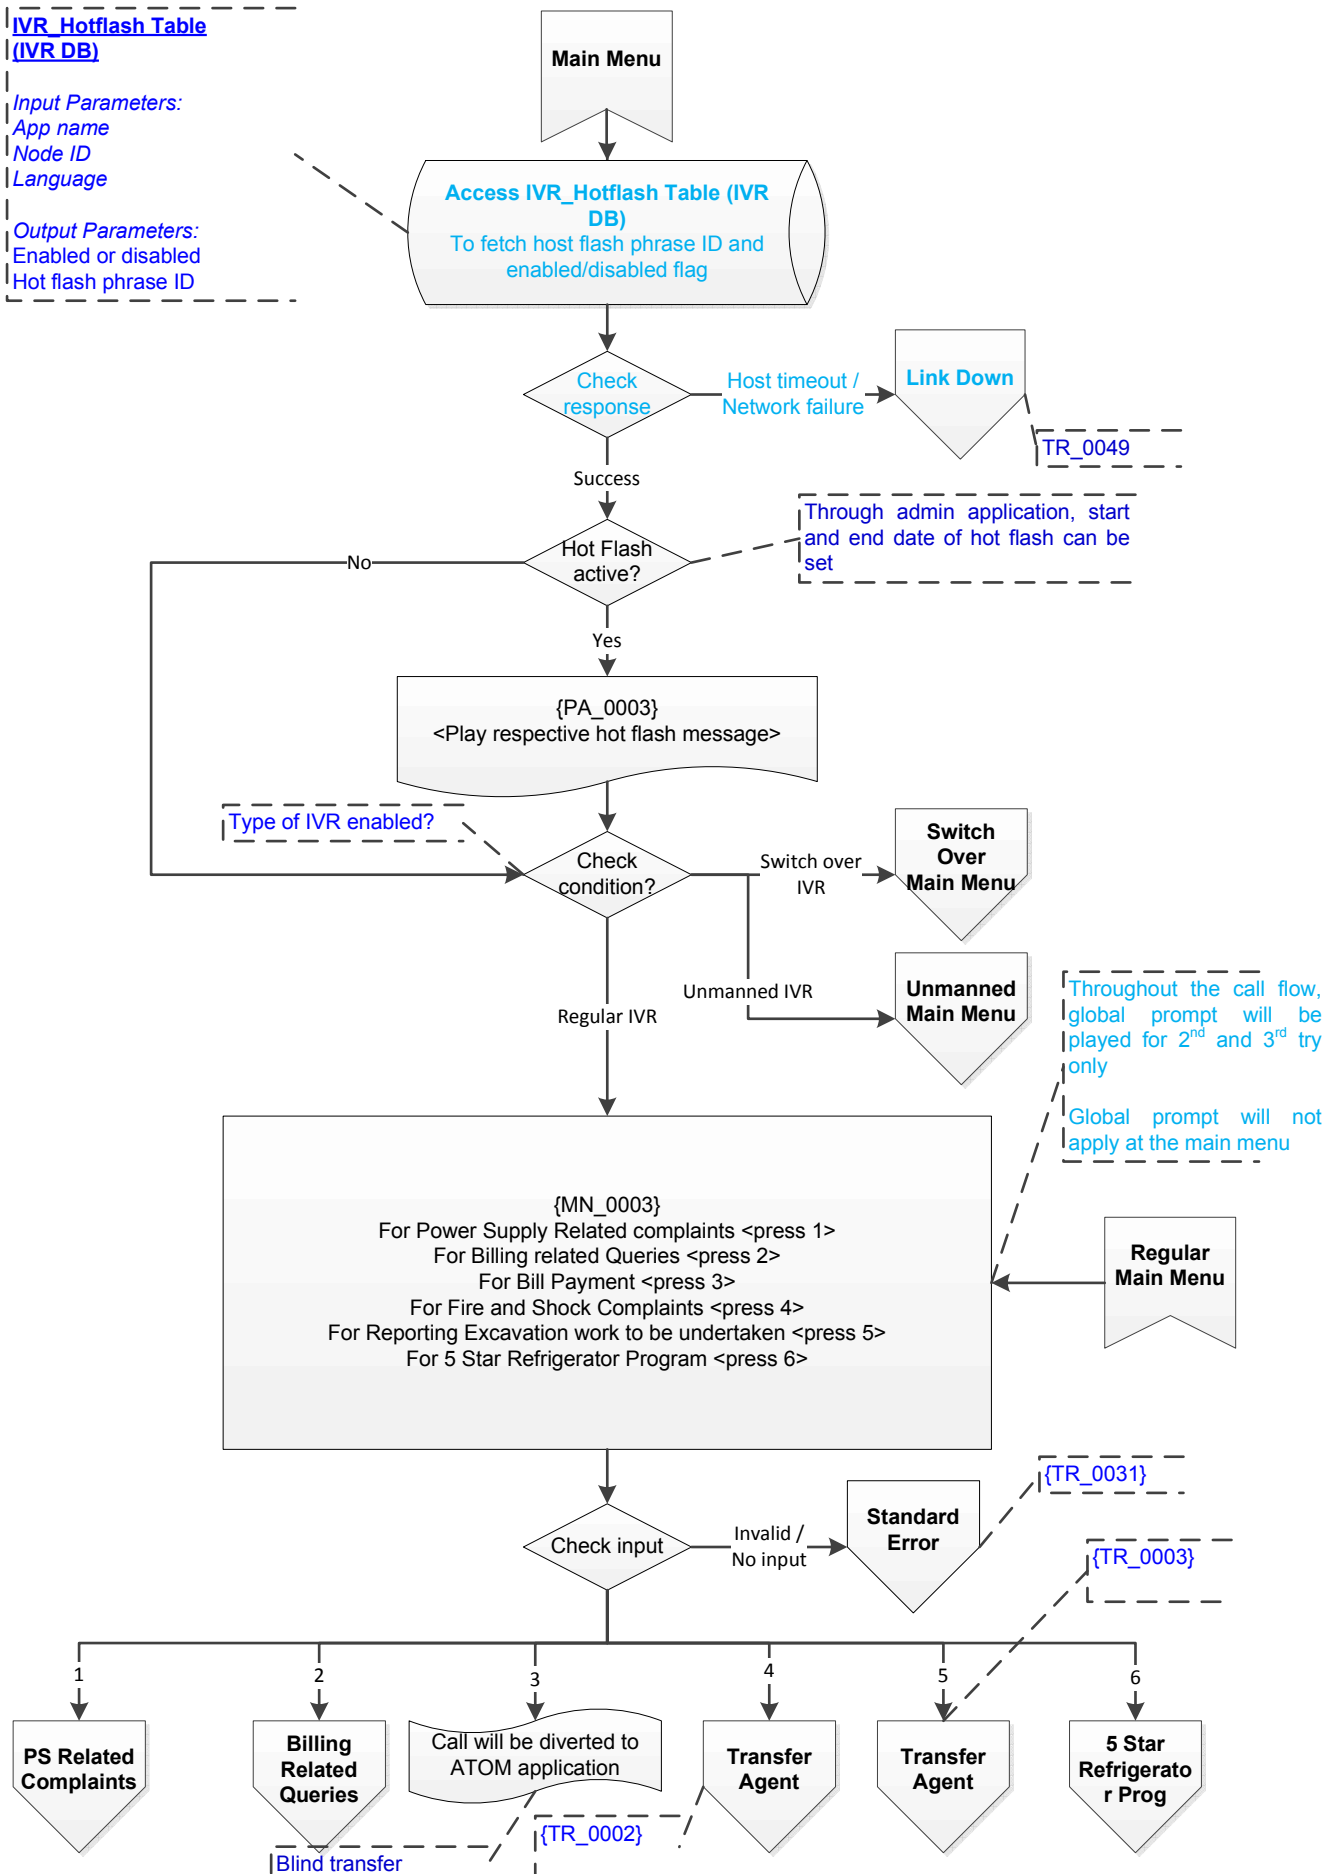 IVR_Hotflash Table
(IVR DB)
Input Parameters:
App name
Node ID
Language
Output Parameters:
Enabled or disabled
Hot flash phrase ID
Main Menu
Access IVR_Hotflash Table (IVR
DB)
To fetch host flash phrase ID and
enabled/disabled flag
Check
response
Host timeout /
Network failure
Link Down
TR_0049
Success
Through admin application, start
and end date of hot flash can be
set
Hot Flash
active?
No
Yes
{PA_0003}
<Play respective hot flash message>
Type of IVR enabled?
Check
condition?
Switch over
IVR
Switch
Over
Main Menu
Unmanned IVR
Unmanned
Main Menu
Regular IVR
Throughout the call flow,
global prompt will be
played for 2nd and 3rd try
only
Global prompt will not
apply at the main menu
{MN_0003}
For Power Supply Related complaints <press 1>
For Billing related Queries <press 2>
For Bill Payment <press 3>
For Fire and Shock Complaints <press 4>
For Reporting Excavation work to be undertaken <press 5>
For 5 Star Refrigerator Program <press 6>
Regular
Main Menu
Check input
Invalid /
No input
Standard
Error
{TR_0031}
{TR_0003}
1
2
3
4
5
6
PS Related
Complaints
Billing
Related
Queries
Call will be diverted to
ATOM application
Transfer
Agent
Transfer
Agent
5 Star
Refrigerato
r Prog
{TR_0002}
Blind transfer